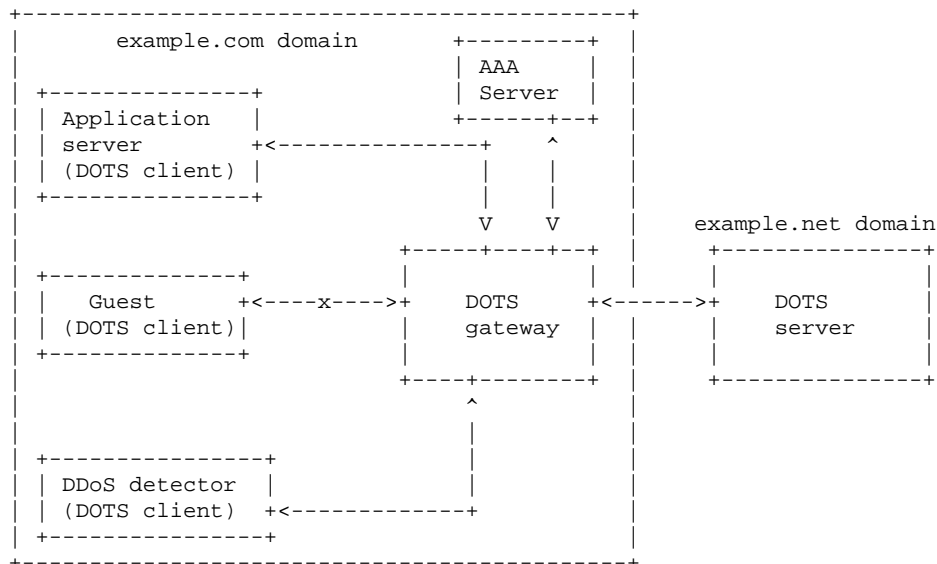 example.com domain
AAA
Server
Application
server
(DOTS client)
example.net domain
Guest
(DOTS client)
x
DOTS
gateway
DOTS
server
DDoS detector
(DOTS client)